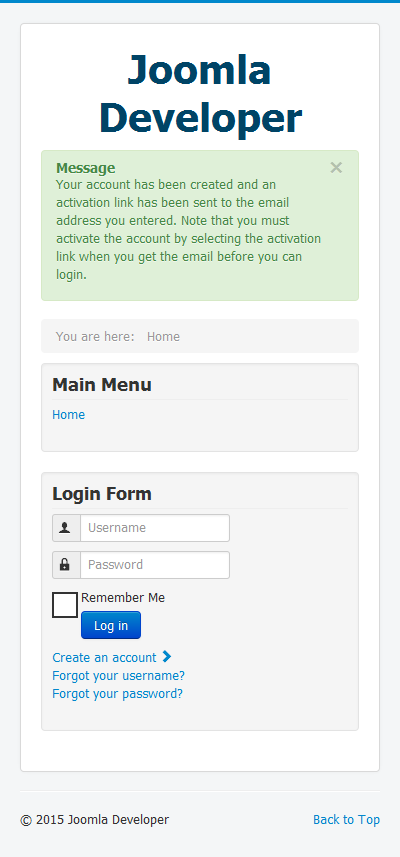 Joomla
Developer
Message
×
Your account has been created and an
activation link has been sent to the email
address you entered. Note that you must
activate the account by selecting the activation
link when you get the email before you can
login.
You are here: Home
Main Menu
Home
Login Form
Username
Password
Remember Me
Log in
Create an account
Forgot your username?
Forgot your password?
© 2015 Joomla Developer
Back to Top